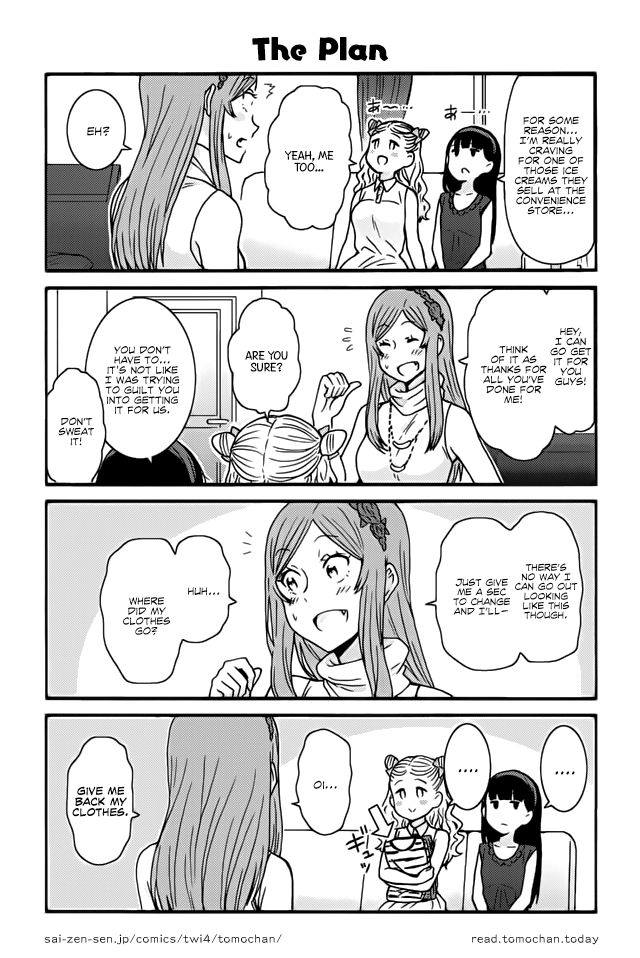 The Plan
FOR SOME
REASON...
I'M REALLY
CRAVING
FOR ONE OF
THOSE ICE
CREAMS THEY
SELL AT THE
CONVENIENCE
STORE...
あー…
あ〜…
YEAH, ME
TOO...
EH?
HEY,
I CAN
GO GET
IT FOR
YOU
GUYS!
THINK
OF IT AS
THANKS FOR
ALL YOU'VE
DONE FOR
ME!
ARE YOU
SURE?
YOU DON'T
HAVE TO...
IT'S NOT LIKE
I WAS TRYING
TO GUILT YOU
INTO GETTING
IT FOR US.
DON'T
SWEAT
IT!
THERE'S
NO WAY I
CAN GO OUT
LOOKING
LIKE THIS
THOUGH.
JUST GIVE
ME A SEC
TO CHANGE
AND I'LL-
HUH...
WHERE
DID MY
CLOTHES
GO?
....
....
ギュッ
OI...
GIVE ME
BACK MY
CLOTHES.
sai-zen-sen.jp/comics/twi4/tomochan/
read.tomochan.today